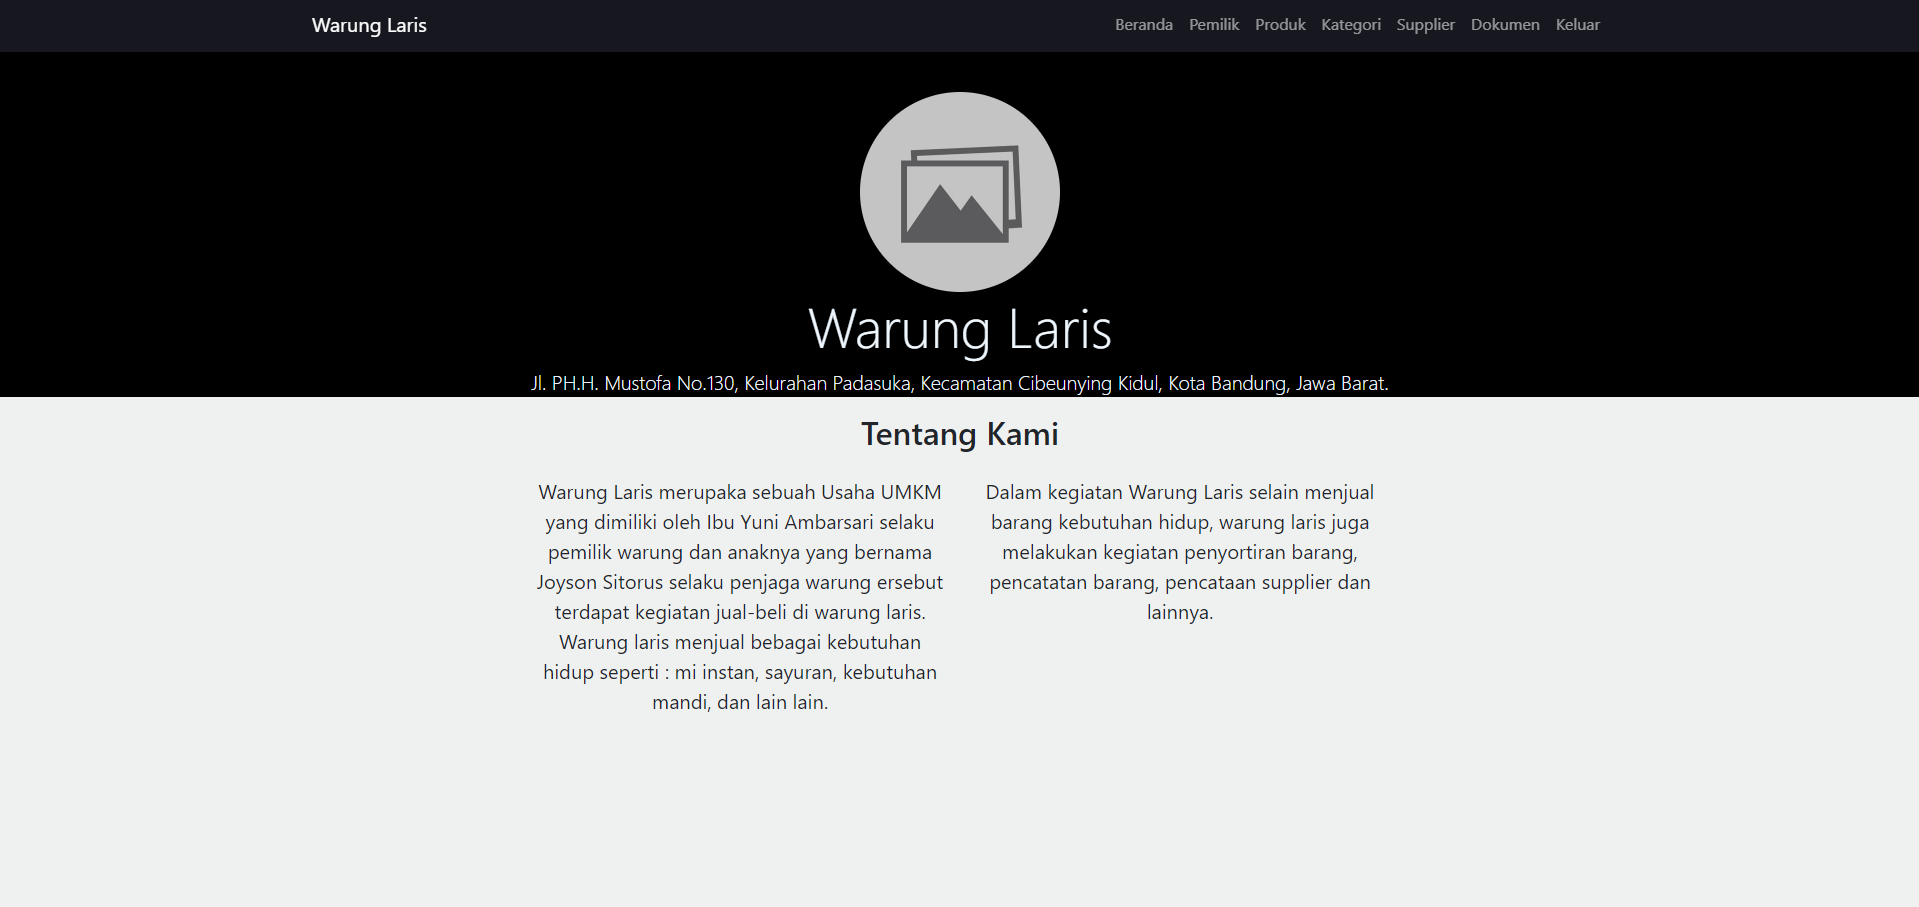 Warung Laris
Beranda Pemilik Produk Kategori Supplier Dokumen Keluar
Warung Laris
Jl. PH.H. Mustofa No.130, Kelurahan Padasuka, Kecamatan Cibeunying Kidul, Kota Bandung, Jawa Barat.
Tentang Kami
Warung Laris merupaka sebuah Usaha UMKM
yang dimiliki oleh Ibu Yuni Ambarsari selaku
pemilik warung dan anaknya yang bernama
Joyson Sitorus selaku penjaga warung ersebut
terdapat kegiatan jual-beli di warung laris.
Warung laris menjual bebagai kebutuhan
hidup seperti : mi instan, sayuran, kebutuhan
mandi, dan lain lain.
Dalam kegiatan Warung Laris selain menjual
barang kebutuhan hidup, warung laris juga
melakukan kegiatan penyortiran barang,
pencatatan barang, pencataan supplier dan
lainnya.